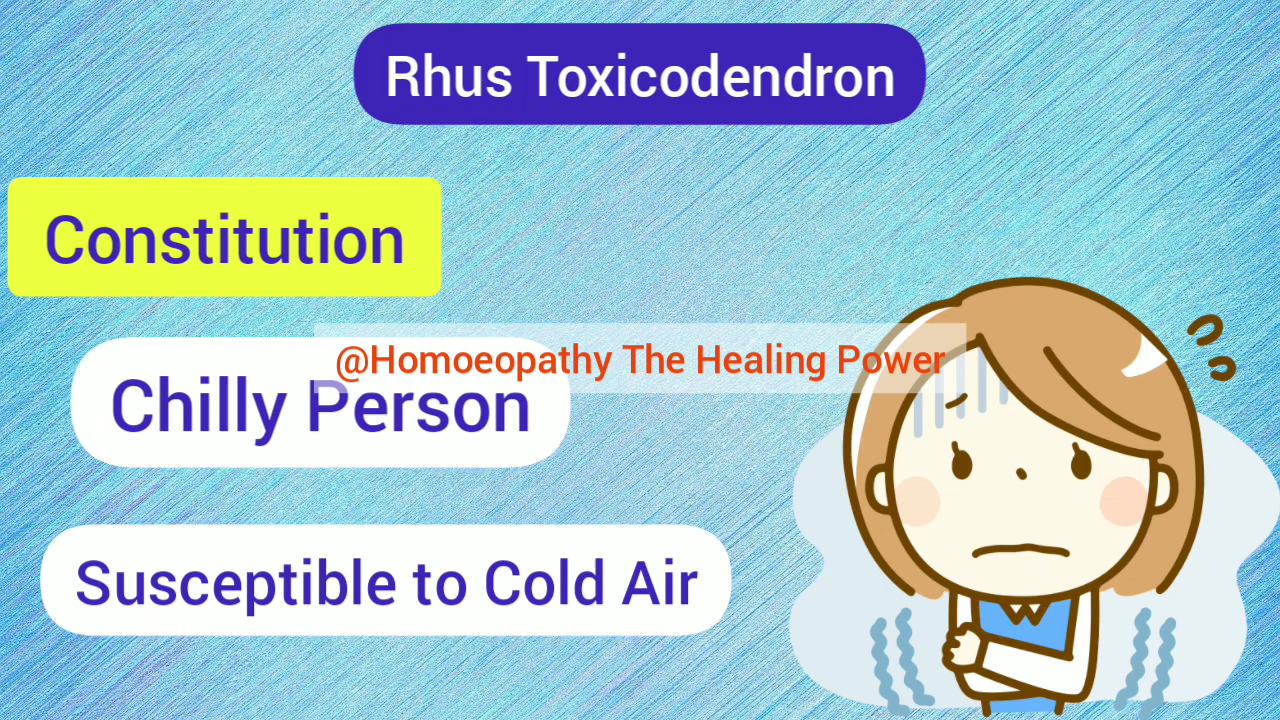 Rhus Toxicodendron
Constitution
@Homoeopathy The Healing Power
Chilly Person
Susceptible to Cold Air